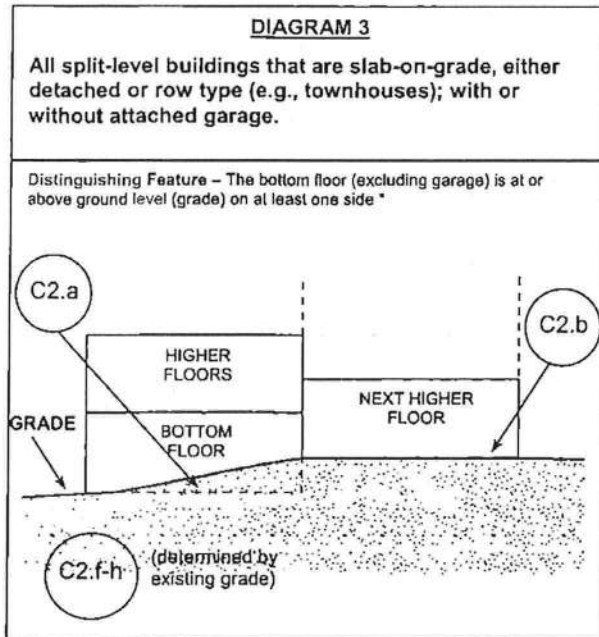 DIAGRAM 3
All split-level buildings that are slab-on-grade, either
detached or row type (e.g., townhouses); with or
without attached garage.
Distinguishing Feature – The bottom floor (excluding garage) is at or
above ground level (grade) on at least one side *
C2.a
C2.b
HIGHER
FLOORS
NEXT HIGHER
FLOOR
GRADE
BOTTOM
FLOOR
C2.f-h
(determined by
existing grade)